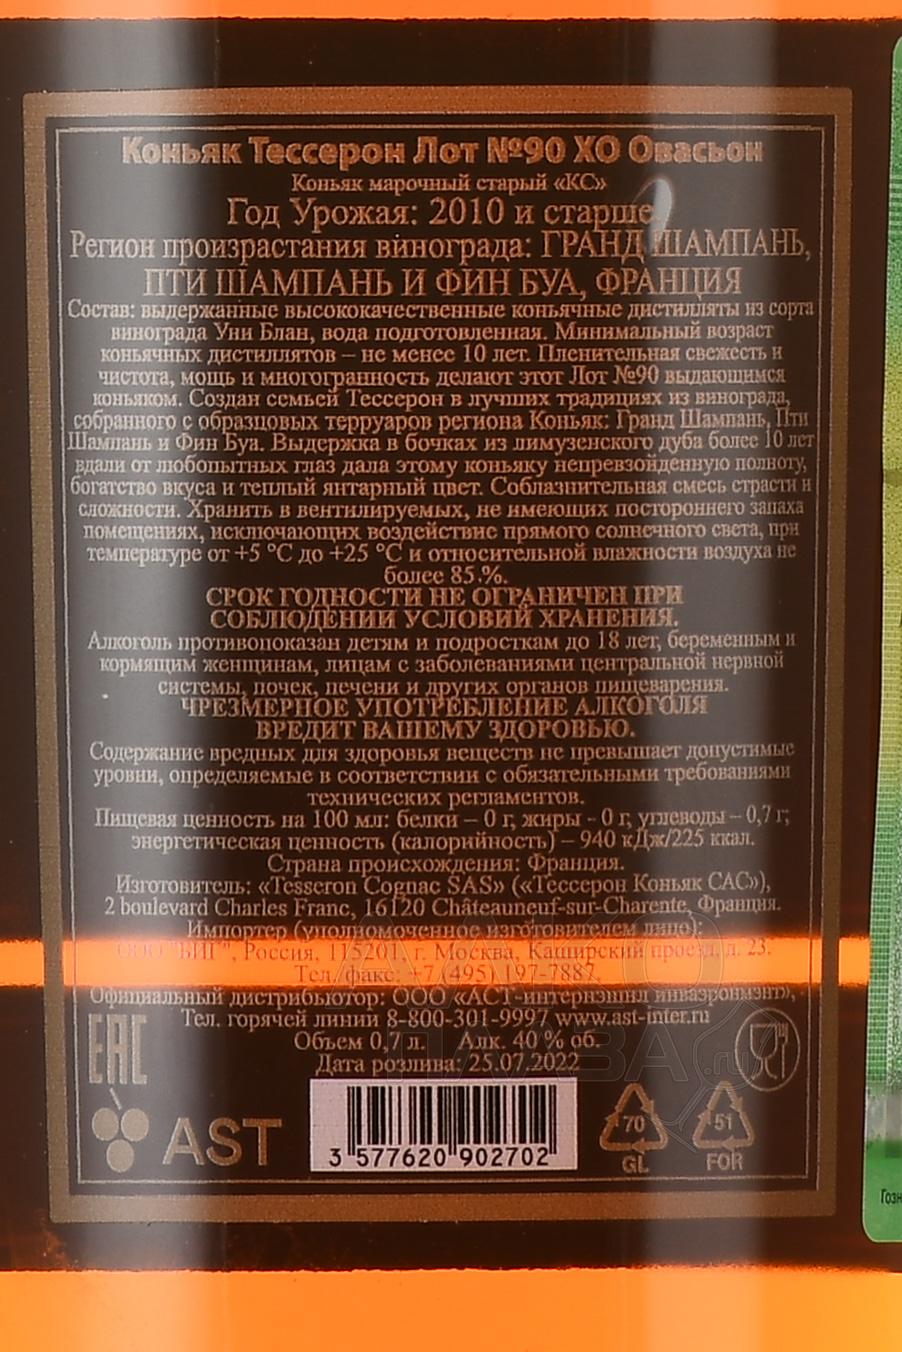 Коньяк Тессерон Лот №90 ХО Овасьон
Коньяк марочный старый «КС»
Год Урожая: 2010 и старше
Регион произрастания винограда: ГРАНД ШАМПАНЬ,
ПТИ ШАМПАНЬ И ФИН БУА, ФРАНЦИЯ
Состав: выдержанные высококачественные коньячные дистилляты из сорта
винограда Уни Блан, вода подготовленная. Минимальный возраст
коньячных дистиллятов – не менее 10 лет. Пленительная свежесть и
чистота, мощь и многогранность делают этот Лот №90 выдающимся
коньяком. Создан семьей Тессерон в лучших традициях из винограда,
собранного с образцовых терруаров региона Коньяк: Гранд Шампань, Пти
Шампань и Фин Буа. Выдержка в бочках из лимузенского дуба более 10 лет
вдали от любопытных глаз дала этому коньяку непревзойденную полноту,
богатство вкуса и теплый янтарный цвет. Соблазнительная смесь страсти и
сложности. Хранить в вентилируемых, не имеющих постороннего запаха
помещениях, исключающих воздействие прямого солнечного света, при
температуре от +5 °С до +25 °С и относительной влажности воздуха не
более 85.%.
СРОК ГОДНОСТИ НЕ ОГРАНИЧЕН ПРИ
СОБЛЮДЕНИИ УСЛОВИЙ ХРАНЕНИЯ.
Алкоголь противопоказан детям и подросткам до 18 лет, беременным и
кормящим женщинам, лицам с заболеваниями центральной нервной
системы, почек, печени и других органов пищеварения.
ЧРЕЗМЕРНОЕ УПОТРЕБЛЕНИЕ АЛКОГОЛЯ
ВРЕДИТ ВАШЕМУ ЗДОРОВЬЮ.
Содержание вредных для здоровья веществ не превышает допустимые
уровни, определяемые в соответствии с обязательными требованиями
технических регламентов.
Пищевая ценность на 100 мл: белки – 0 г, жиры - 0 г, углеводы – 0,7 г;
энергетическая ценность (калорийность) – 940 кДж/225 ккал.
Страна происхождения: Франция.
Изготовитель: «Tesseron Cognac SAS» («Тессерон Коньяк САС»),
2 boulevard Charles Franc, 16120 Châteauneuf-sur-Charente, Франция.
Импортер (уполномоченное изготовителем лицо):
ООО "ВИГ", Россия, 115201, г. Москва, Каширский проезд, д. 23.
Тел./факс: +7 (495) 197-7887.
Официальный дистрибьютор: ООО «АСТ-интернэшнл инваэронмэнт»,
Тел. горячей линии 8-800-301-9997 www.ast-inter.ru
Объем 0,7 л. Алк. 40 % об.
Дата розлива: 25.07.2022
ЕАС
AST
3 577620 902702
70
GL
51
FOR
АЛКО
ПЛАЗА.ru
Гозн